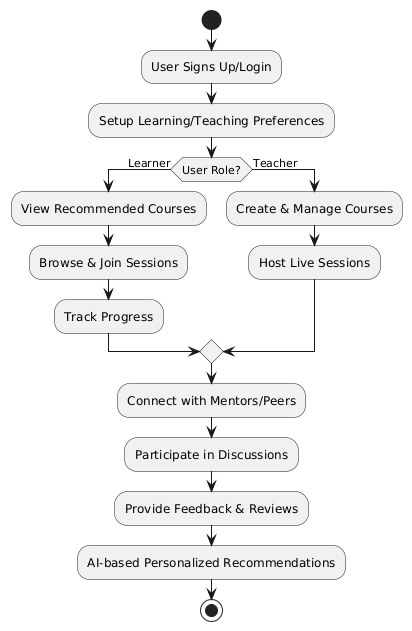 User Signs Up/Login
Setup Learning/Teaching Preferences
Learner
User Role?
Teacher
View Recommended Courses
Create & Manage Courses
Browse & Join Sessions
Host Live Sessions
Track Progress
Connect with Mentors/Peers
Participate in Discussions
Provide Feedback & Reviews
AI-based Personalized Recommendations